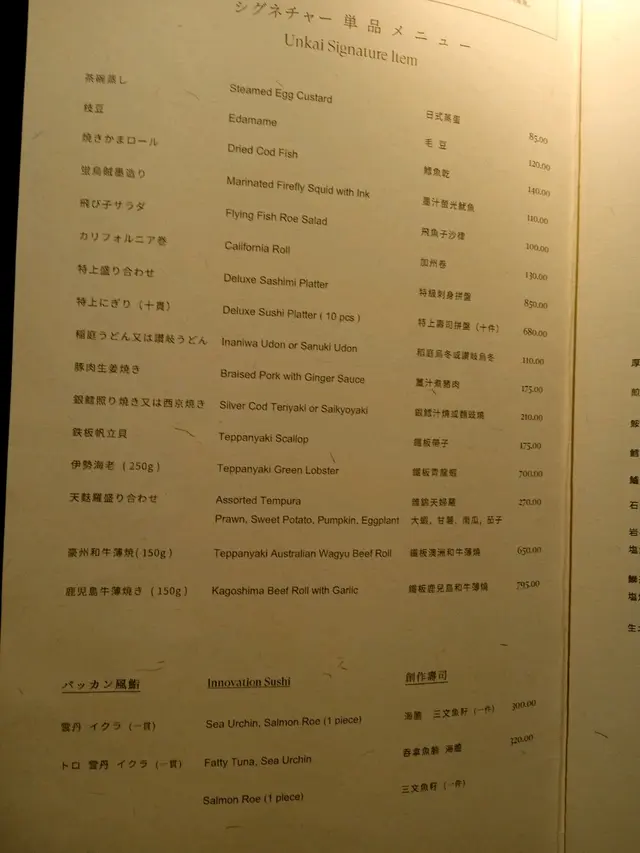 シグネチャー 単品メニュー
Unkai Signature Item
茶碗蒸し Steamed Egg Custard 日式蒸蛋 85.00
枝豆 Edamame 毛豆 120.00
焼きかまロール Dried Cod Fish 鱈魚乾 140.00
蛍烏賊墨造り Marinated Firefly Squid with Ink 墨汁螢光魷魚 110.00
飛び子サラダ Flying Fish Roe Salad 飛魚子沙律 100.00
カリフォルニア巻 California Roll 加州卷 130.00
特上盛り合わせ Deluxe Sashimi Platter 特級刺身拼盤 850.00
特上にぎり (十貫) Deluxe Sushi Platter ( 10 pcs ) 特上壽司拼盤 (十件) 680.00
稲庭うどん又は讃岐うどん Inaniwa Udon or Sanuki Udon 稻庭烏冬或讚岐烏冬 110.00
豚肉生姜焼き Braised Pork with Ginger Sauce 薑汁煮豬肉 175.00
銀鱈照り焼き又は西京焼き Silver Cod Teriyaki or Saikyoyaki 銀鱈汁燒或麵豉燒 210.00
鉄板帆立貝 Teppanyaki Scallop 鐵板帶子 175.00
伊勢海老 ( 250g ) Teppanyaki Green Lobster 鐵板青龍蝦 700.00
天麩羅盛り合わせ Assorted Tempura 雜錦天婦羅 270.00
Prawn, Sweet Potato, Pumpkin, Eggplant 大蝦, 甘薯, 南瓜, 茄子
豪州和牛薄焼 ( 150g ) Teppanyaki Australian Wagyu Beef Roll 鐵板澳洲和牛薄燒 650.00
鹿児島牛薄焼き ( 150g ) Kagoshima Beef Roll with Garlic 鐵板鹿兒島和牛薄燒 795.00
バッカン風鮨 Innovation Sushi 創作壽司
雲丹 イクラ (一貫) Sea Urchin, Salmon Roe (1 piece) 海膽 三文魚籽 (一件) 300.00
トロ 雲丹 イクラ (一貫) Fatty Tuna, Sea Urchin 吞拿魚腩 海膽 320.00
Salmon Roe (1 piece) 三文魚籽 (一件)